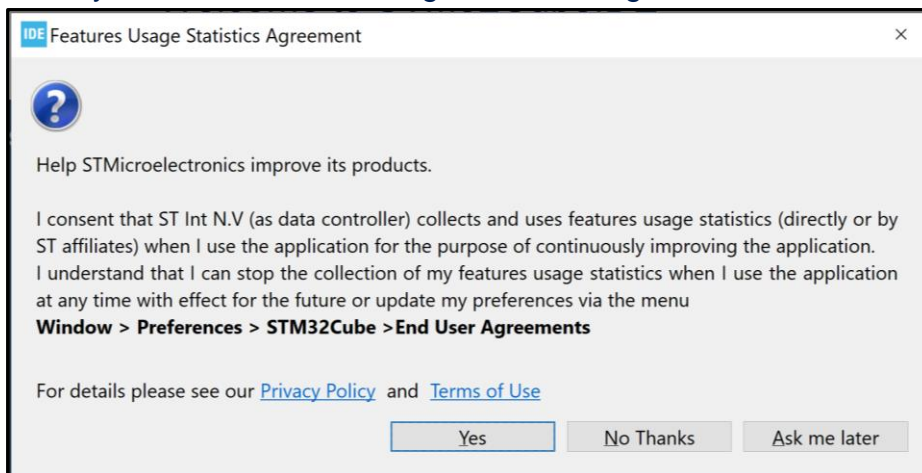 IDE Features Usage Statistics Agreement
Help STMicroelectronics improve its products.
I consent that ST Int N.V (as data controller) collects and uses features usage statistics (directly or by
ST affiliates) when I use the application for the purpose of continuously improving the application.
I understand that I can stop the collection of my features usage statistics when I use the application
at any time with effect for the future or update my preferences via the menu
Window > Preferences > STM32Cube >End User Agreements
For details please see our Privacy Policy and Terms of Use
Yes No Thanks Ask me later